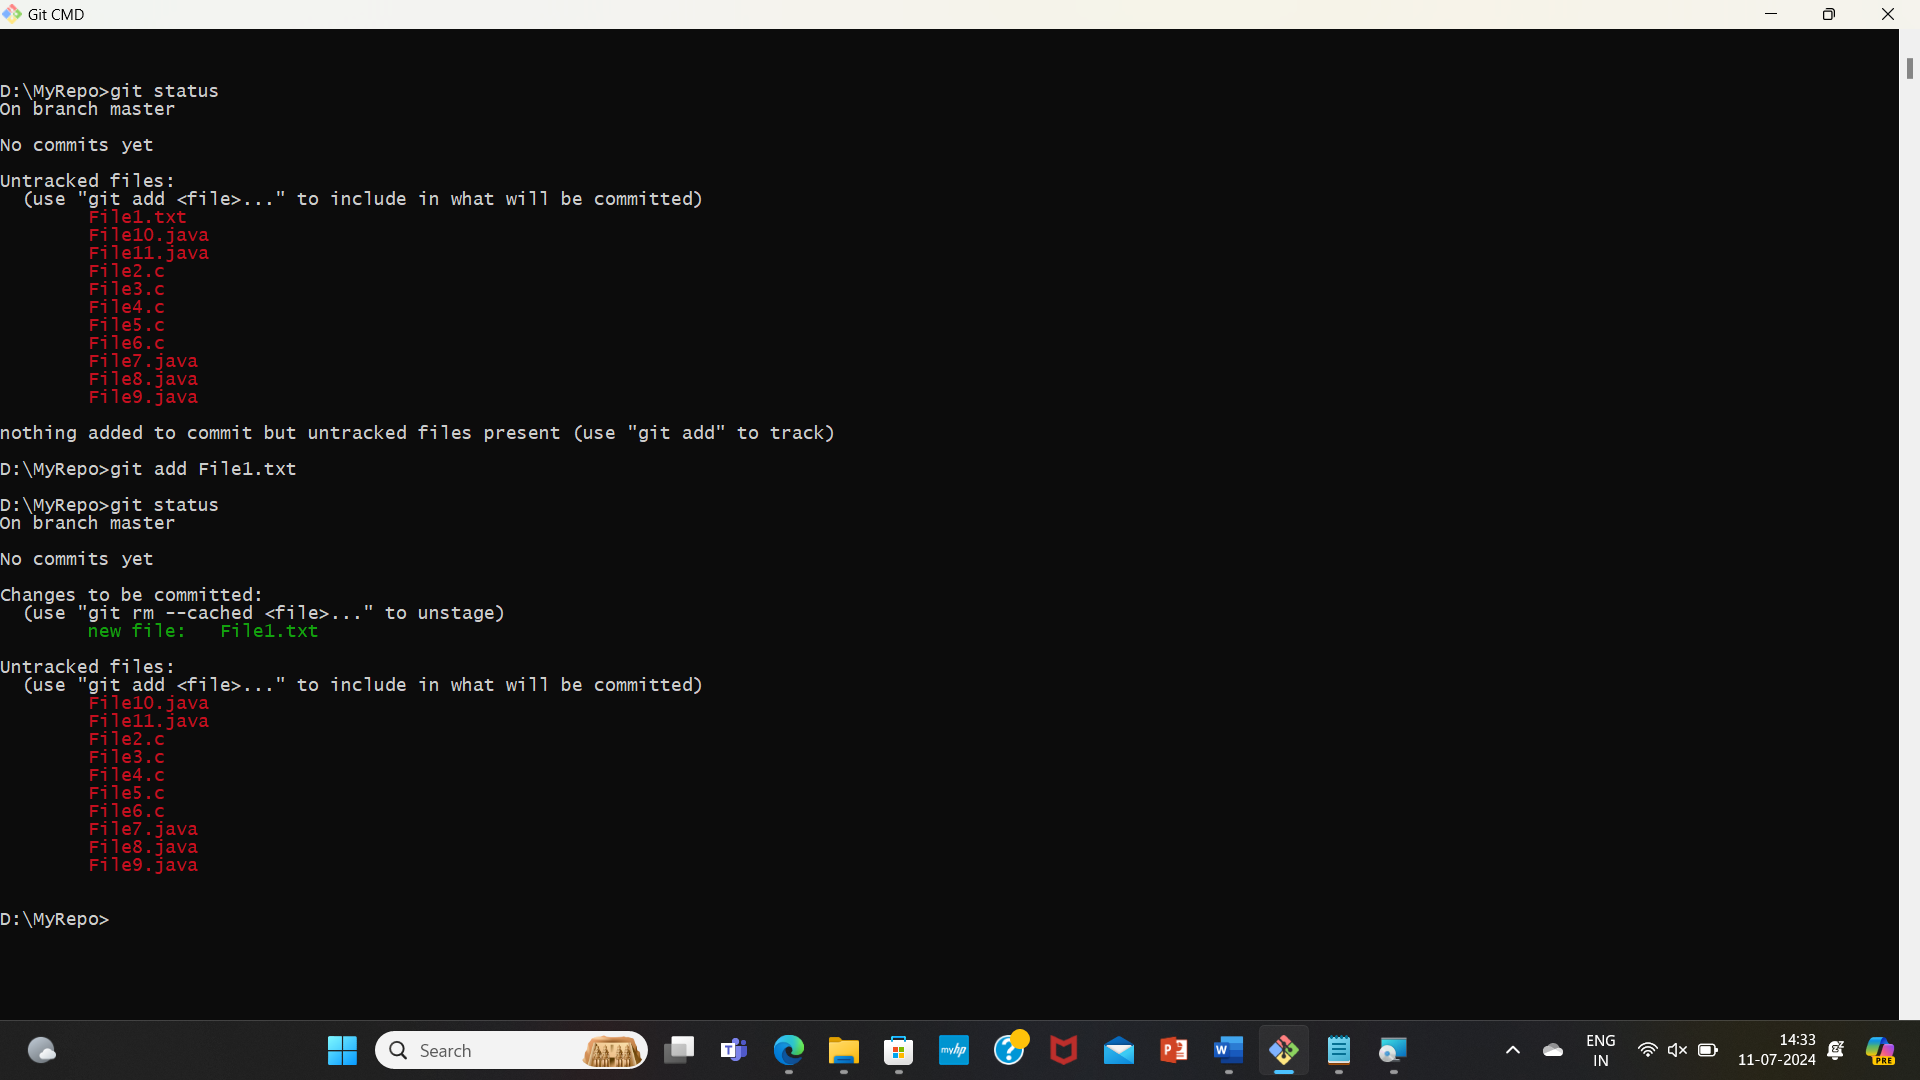 Git CMD
D:\MyRepo>git status
On branch master
No commits yet
Untracked files:
  (use "git add <file>..." to include in what will be committed)
        File1.txt
        File10.java
        File11.java
        File2.c
        File3.c
        File4.c
        File5.c
        File6.c
        File7.java
        File8.java
        File9.java
nothing added to commit but untracked files present (use "git add" to track)
D:\MyRepo>git add File1.txt
D:\MyRepo>git status
On branch master
No commits yet
Changes to be committed:
  (use "git rm --cached <file>..." to unstage)
        new file:   File1.txt
Untracked files:
  (use "git add <file>..." to include in what will be committed)
        File10.java
        File11.java
        File2.c
        File3.c
        File4.c
        File5.c
        File6.c
        File7.java
        File8.java
        File9.java
D:\MyRepo>
Search
myhp
ENG
IN
14:33
11-07-2024
PRE